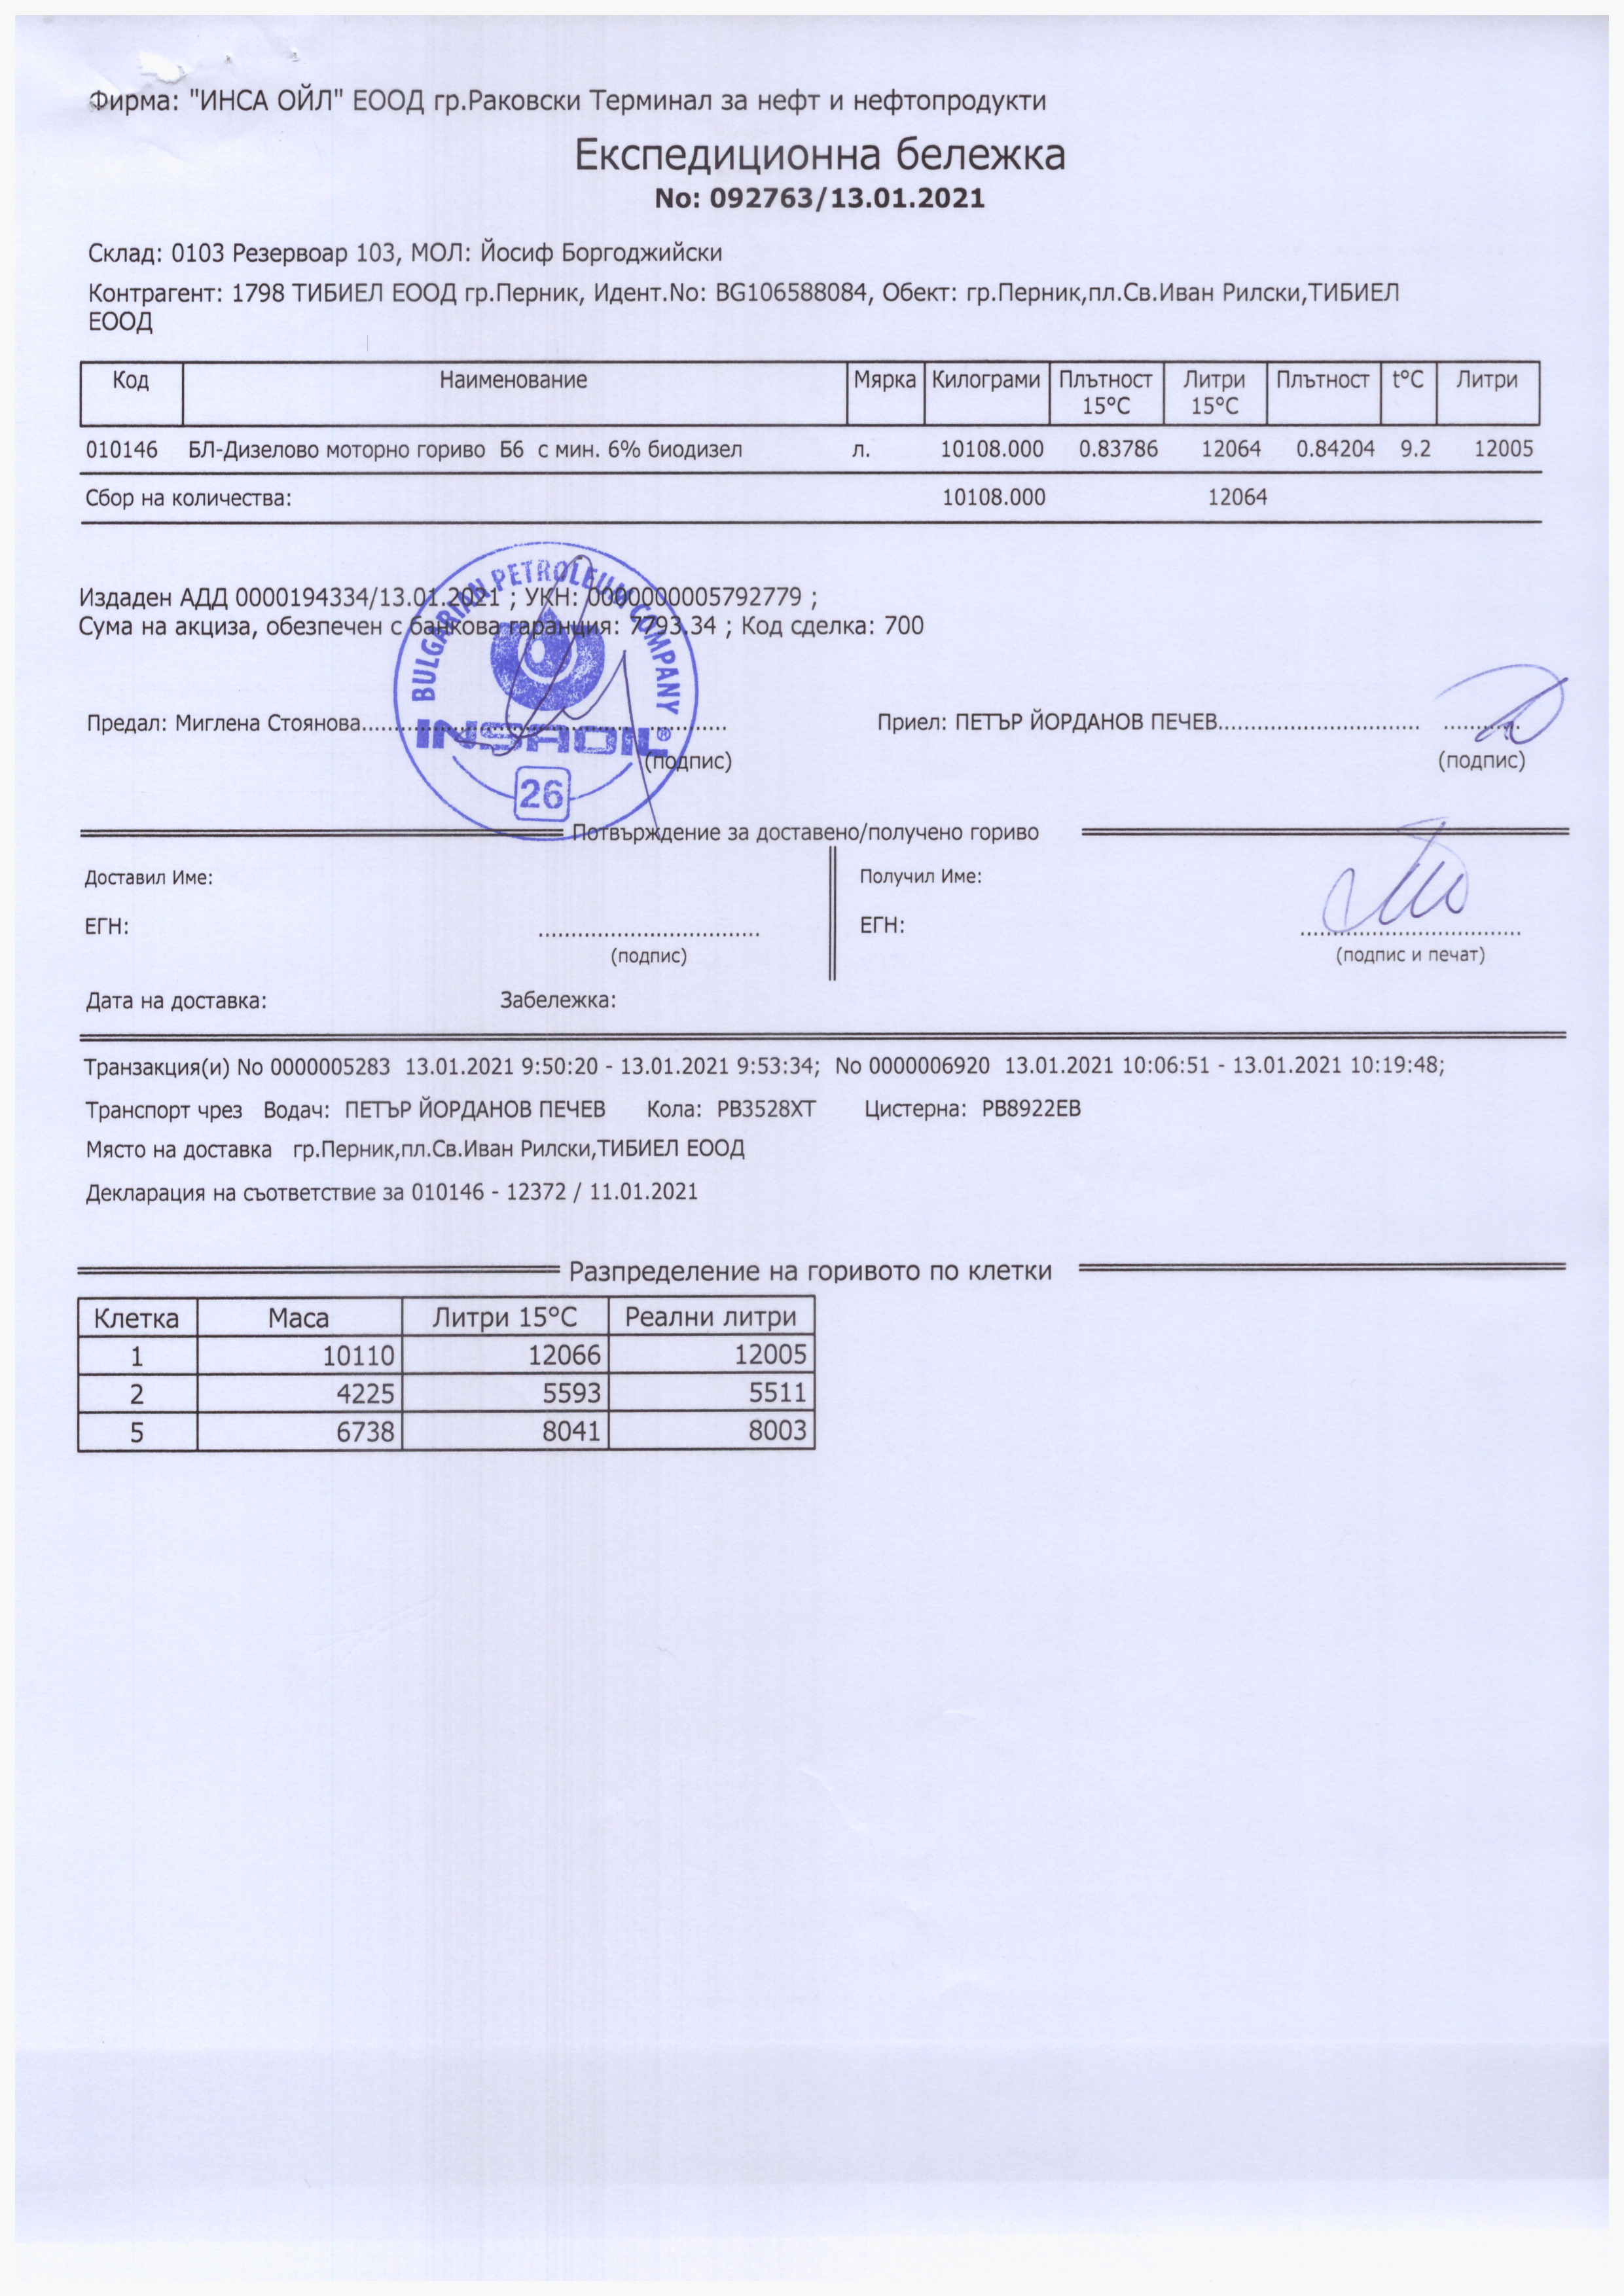 Фирма: "ИНСА ОЙЛ" ЕООД гр.Раковски Терминал за нефт и нефтопродукти
Експедиционна бележка
No: 092763/13.01.2021
Склад: 0103 Резервоар 103, МОЛ: Йосиф Боргоджийски
Контрагент: 1798 ТИБИЕЛ ЕООД гр.Перник, Идент.No: BG106588084, Обект: гр.Перник,пл.Св.Иван Рилски,ТИБИЕЛ
ЕООД
Код Наименование Мярка Килограми Плътност 15°C Литри 15°C Плътност t°C Литри
010146 БЛ-Дизелово моторно гориво Б6 с мин. 6% биодизел л. 10108.000 0.83786 12064 0.84204 9.2 12005
Сбор на количества: 10108.000 12064
Издаден АДД 0000194334/13.01.2021 ; УКН: 0000000005792779 ;
Сума на акциза, обезпечен с банкова гаранция: 7793.34 ; Код сделка: 700
BULGARIAN PETROLEUM COMPANY
INSAOIL®
26
Предал: Миглена Стоянова........ Приел: ПЕТЪР ЙОРДАНОВ ПЕЧЕВ........
(подпис) (подпис)
Потвърждение за доставено/получено гориво
Доставил Име: Получил Име:
ЕГН: ........ ЕГН: ........
(подпис) (подпис и печат)
Дата на доставка: Забележка:
Транзакция(и) No 0000005283 13.01.2021 9:50:20 - 13.01.2021 9:53:34; No 0000006920 13.01.2021 10:06:51 - 13.01.2021 10:19:48;
Транспорт чрез Водач: ПЕТЪР ЙОРДАНОВ ПЕЧЕВ Кола: РВ3528ХТ Цистерна: РВ8922ЕВ
Място на доставка гр.Перник,пл.Св.Иван Рилски,ТИБИЕЛ ЕООД
Декларация на съответствие за 010146 - 12372 / 11.01.2021
Разпределение на горивото по клетки
Клетка Маса Литри 15°C Реални литри
1 10110 12066 12005
2 4225 5593 5511
5 6738 8041 8003